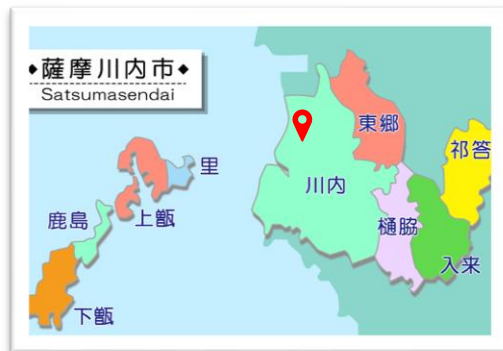 ◆薩摩川内市◆
Satsumasendai
東郷
祁答
里
川内
上甑
鹿島
樋脇
入来
下甑